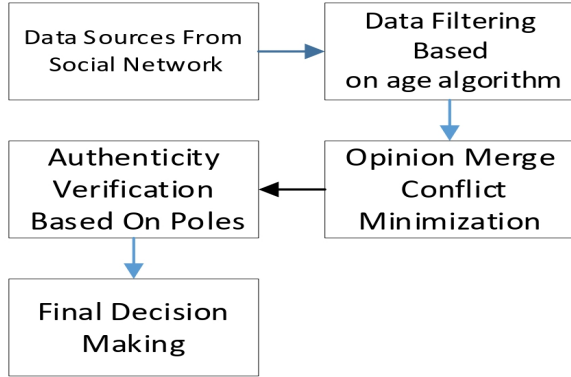 Data Sources From
Social Network
Data Filtering
Based
on age algorithm
Opinion Merge
Conflict
Minimization
Authenticity
Verification
Based On Poles
Final Decision
Making